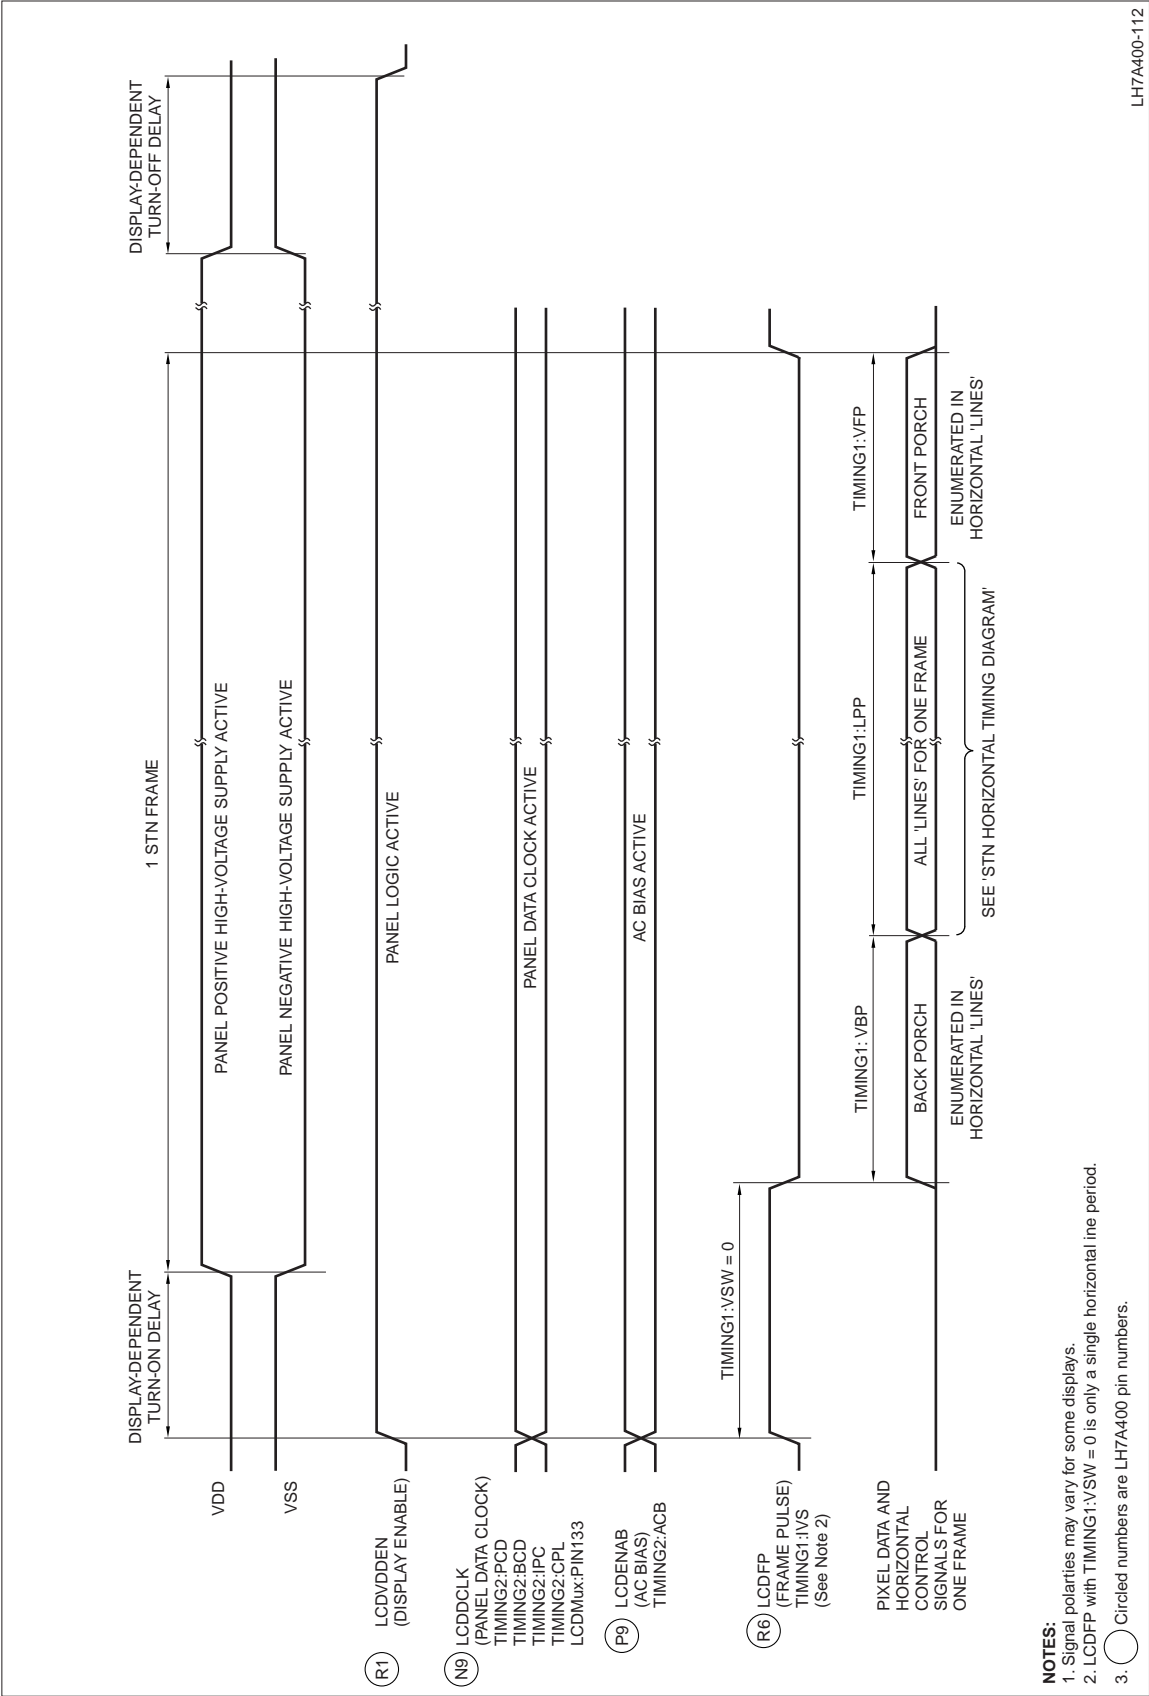 DISPLAY-DEPENDENT
TURN-ON DELAY
1 STN FRAME
DISPLAY-DEPENDENT
TURN-OFF DELAY
VDD
PANEL POSITIVE HIGH-VOLTAGE SUPPLY ACTIVE
VSS
PANEL NEGATIVE HIGH-VOLTAGE SUPPLY ACTIVE
R1
LCDVDDEN
(DISPLAY ENABLE)
PANEL LOGIC ACTIVE
N9
LCDDCLK
(PANEL DATA CLOCK)
TIMING2:PCD
TIMING2:BCD
TIMING2:IPC
TIMING2:CPL
LCDMux:PIN133
PANEL DATA CLOCK ACTIVE
P9
LCDENAB
(AC BIAS)
TIMING2:ACB
AC BIAS ACTIVE
R6
LCDFP
(FRAME PULSE)
TIMING1:IVS
(See Note 2)
TIMING1:VSW = 0
TIMING1: VBP
TIMING1:LPP
TIMING1:VFP
PIXEL DATA AND
HORIZONTAL
CONTROL
SIGNALS FOR
ONE FRAME
BACK PORCH
ALL 'LINES' FOR ONE FRAME
FRONT PORCH
ENUMERATED IN
HORIZONTAL 'LINES'
SEE 'STN HORIZONTAL TIMING DIAGRAM'
ENUMERATED IN
HORIZONTAL 'LINES'
NOTES:
1. Signal polarties may vary for some displays.
2. LCDFP with TIMING1:VSW = 0 is only a single horizontal ine period.
3. Circled numbers are LH7A400 pin numbers.
LH7A400-112